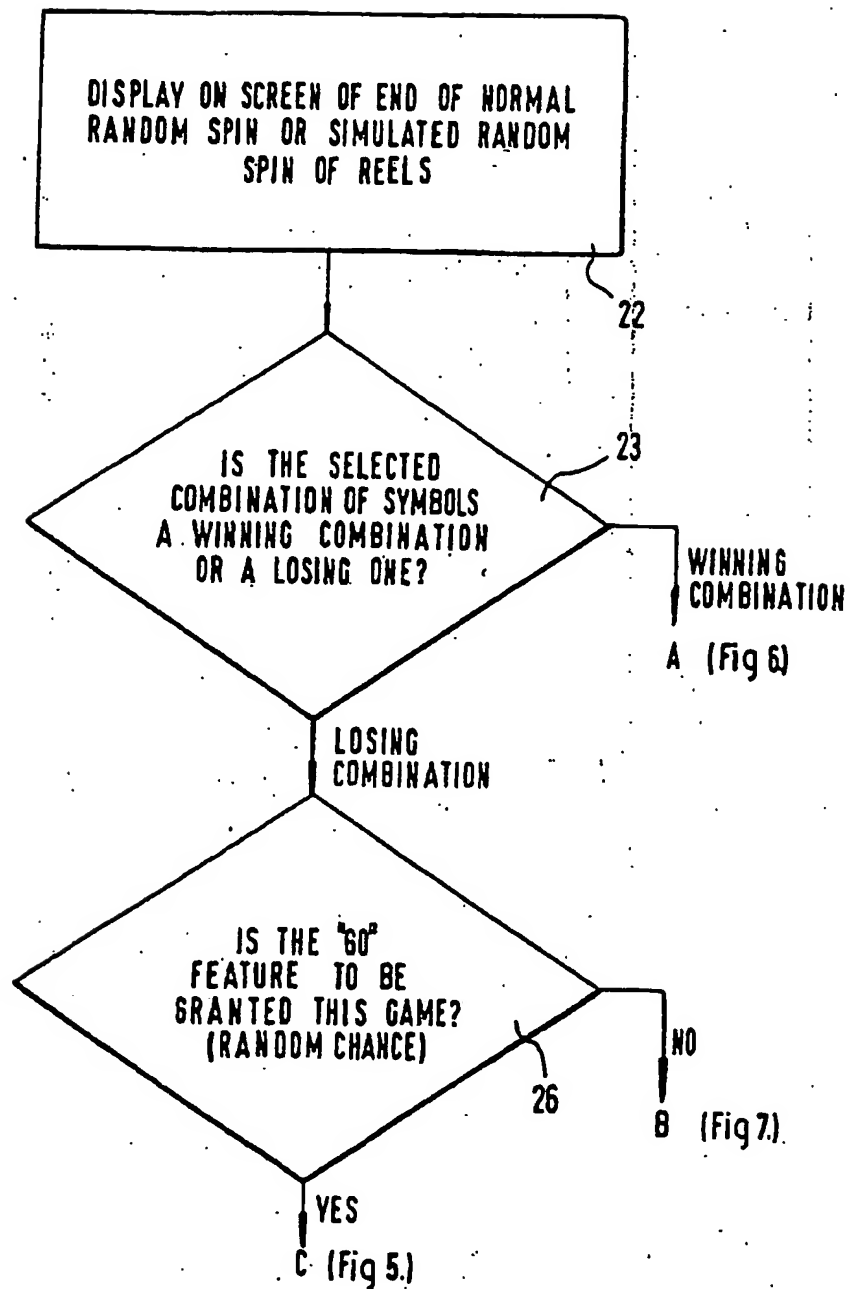 DISPLAY ON SCREEN OF END OF NORMAL
RANDOM SPIN OR SIMULATED RANDOM
SPIN OF REELS
22
IS THE SELECTED
COMBINATION OF SYMBOLS
A WINNING COMBINATION
OR A LOSING ONE?
23
WINNING
COMBINATION
A (Fig 6)
LOSING
COMBINATION
IS THE "GO"
FEATURE TO BE
GRANTED THIS GAME?
(RANDOM CHANCE)
26
NO
B (Fig 7.)
YES
C (Fig 5.)